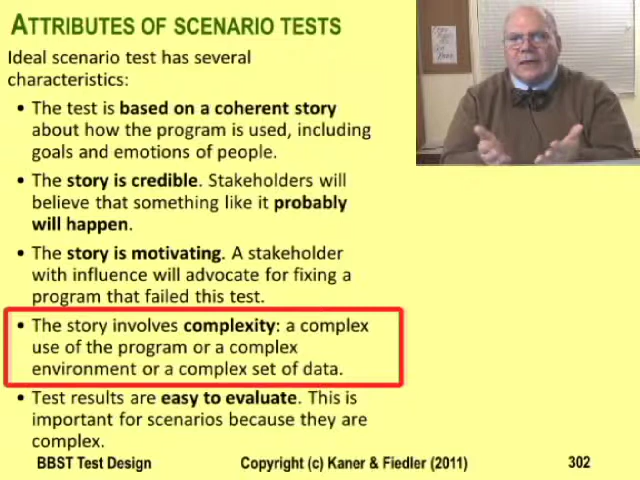 ATTRIBUTES OF SCENARIO TESTS
Ideal scenario test has several
characteristics:
• The test is based on a coherent story
about how the program is used, including
goals and emotions of people.
• The story is credible. Stakeholders will
believe that something like it probably
will happen.
• The story is motivating. A stakeholder
with influence will advocate for fixing a
program that failed this test.
• The story involves complexity: a complex
use of the program or a complex
environment or a complex set of data.
• Test results are easy to evaluate. This is
important for scenarios because they are
complex.
BBST Test Design Copyright (c) Kaner & Fiedler (2011) 302